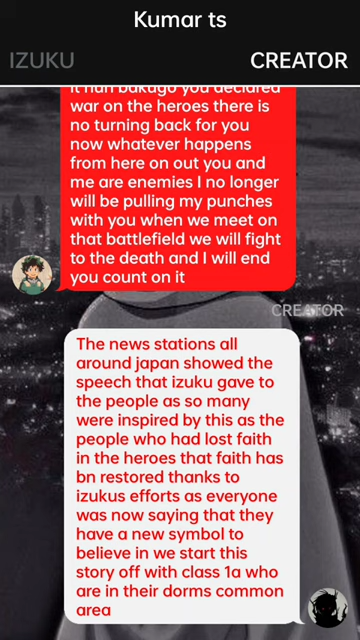 Kumar ts
IZUKU
CREATOR
it huh bakugo you declared
war on the heroes there is
no turning back for you
now whatever happens
from here on out you and
me are enemies I no longer
will be pulling my punches
with you when we meet on
that battlefield we will fight
to the death and I will end
you count on it
CREATOR
The news stations all
around japan showed the
speech that izuku gave to
the people as so many
were inspired by this as the
people who had lost faith
in the heroes that faith has
bn restored thanks to
izukus efforts as everyone
was now saying that they
have a new symbol to
believe in we start this
story off with class 1a who
are in their dorms common
area